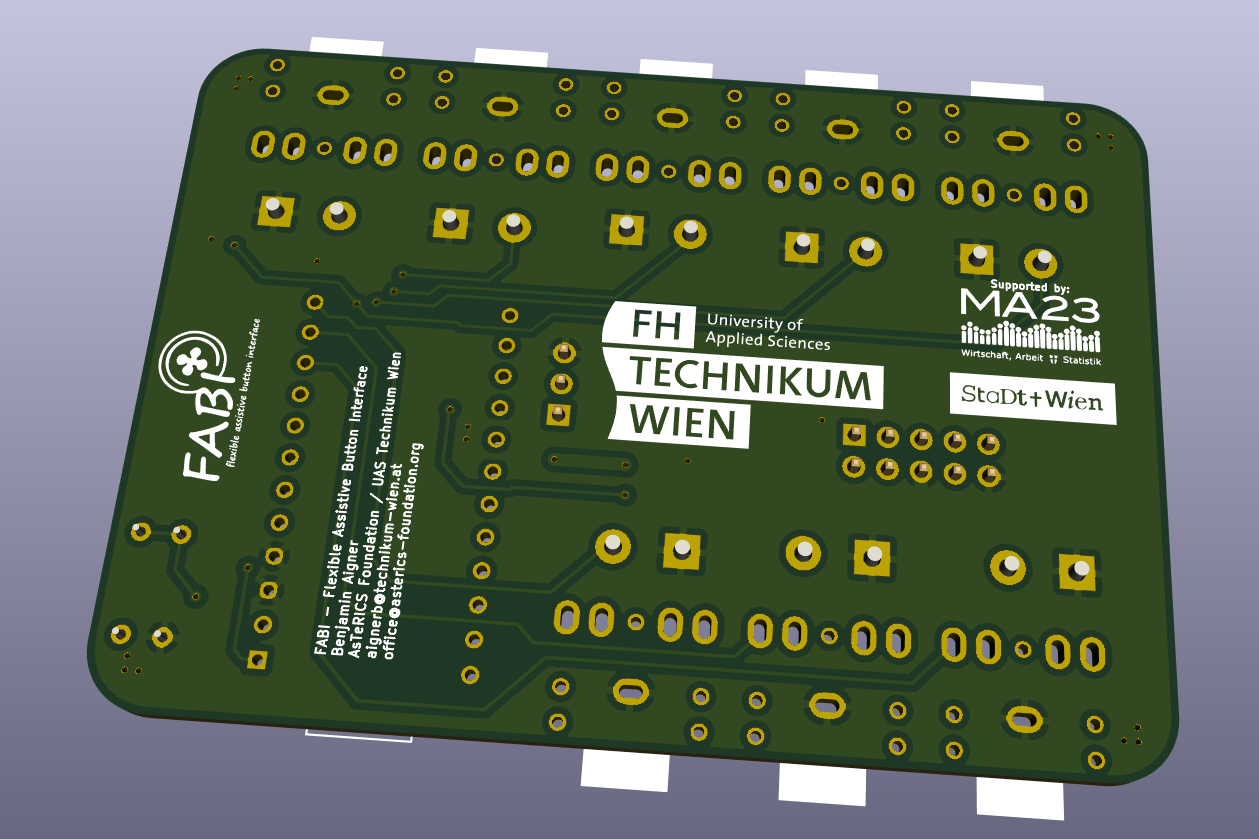 FABI
flexible assistive button interface
FABI – Flexible Assistive Button Interface
Benjamin Aigner
AsTeRICS Foundation / UAS Technikum Wien
aignerb@technikum-wien.at
office@asterics-foundation.org
FH
University of
Applied Sciences
TECHNIKUM
WIEN
Supported by:
MA23
Wirtschaft, Arbeit Statistik
StaDt Wien